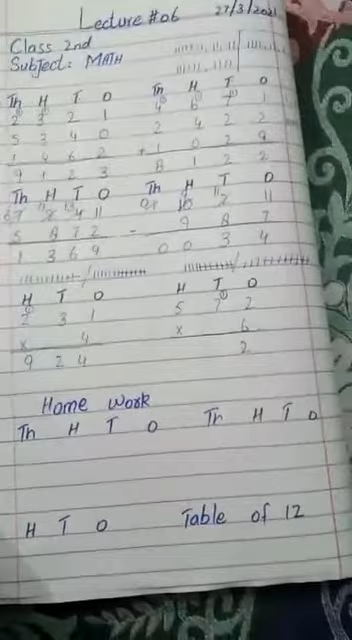 Lecture #06 27/3/2021
Class 2nd
Subject: MATH
Th H T O Th H T O
2 3 2 1 4 6 7 1
5 3 4 0 2 4 2 2
1 4 6 2 + 1 0 2 9
9 1 2 3 8 1 2 2
Th H T O Th H T O
5 8 7 2 - 9 8 7
1 3 6 9 0 0 3 4
H T O H T O
2 3 1 5 7 2
x 4 x 6
9 2 4 2
Home Work
Th H T O Th H T O
H T O Table of 12